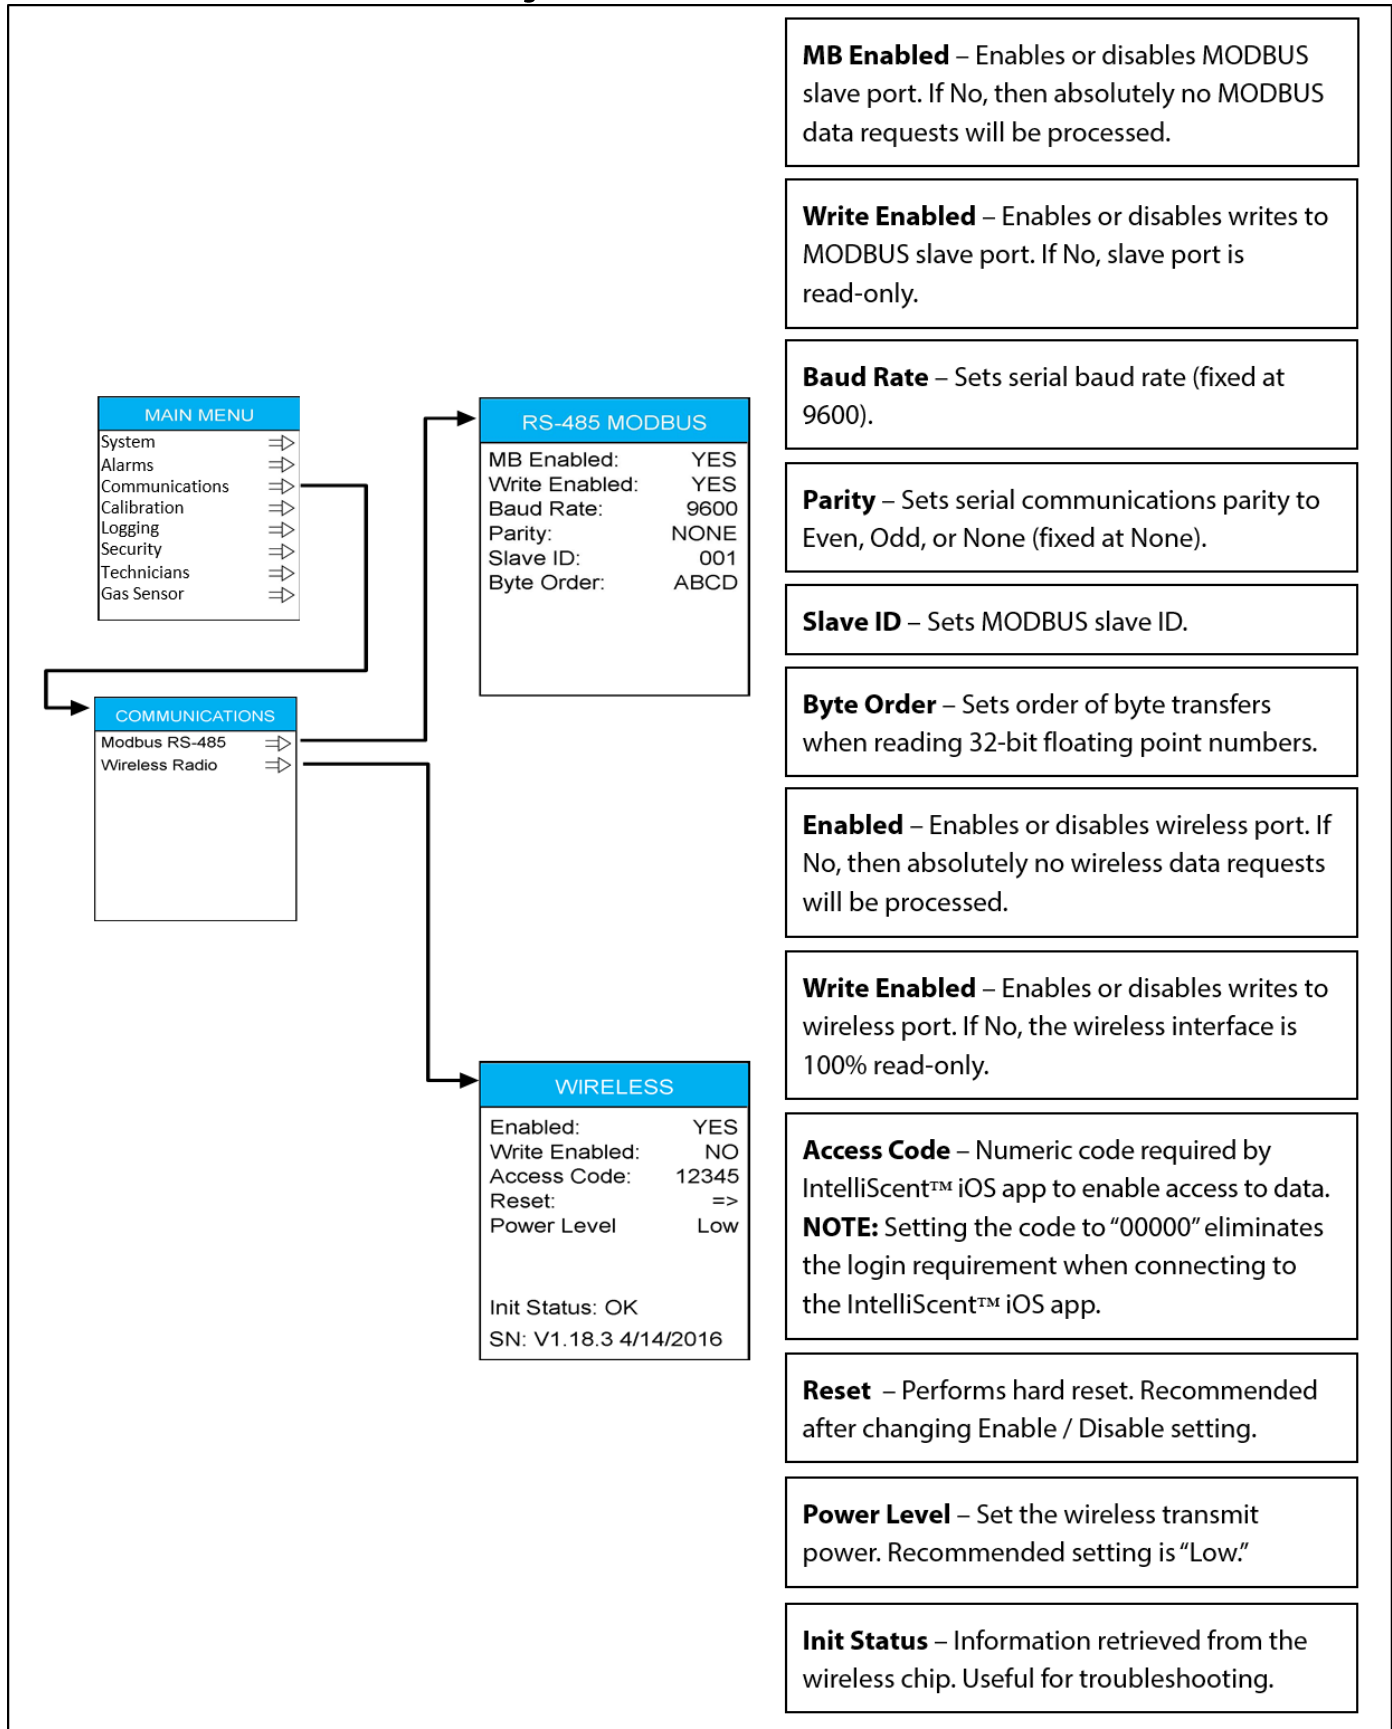 MAIN MENU
System
Alarms
Communications
Calibration
Logging
Security
Technicians
Gas Sensor
COMMUNICATIONS
Modbus RS-485
Wireless Radio
RS-485 MODBUS
MB Enabled: YES
Write Enabled: YES
Baud Rate: 9600
Parity: NONE
Slave ID: 001
Byte Order: ABCD
WIRELESS
Enabled: YES
Write Enabled: NO
Access Code: 12345
Reset: =>
Power Level Low
Init Status: OK
SN: V1.18.3 4/14/2016
MB Enabled – Enables or disables MODBUS
slave port. If No, then absolutely no MODBUS
data requests will be processed.
Write Enabled – Enables or disables writes to
MODBUS slave port. If No, slave port is
read-only.
Baud Rate – Sets serial baud rate (fixed at
9600).
Parity – Sets serial communications parity to
Even, Odd, or None (fixed at None).
Slave ID – Sets MODBUS slave ID.
Byte Order – Sets order of byte transfers
when reading 32-bit floating point numbers.
Enabled – Enables or disables wireless port. If
No, then absolutely no wireless data requests
will be processed.
Write Enabled – Enables or disables writes to
wireless port. If No, the wireless interface is
100% read-only.
Access Code – Numeric code required by
IntelliScent™ iOS app to enable access to data.
NOTE: Setting the code to “00000” eliminates
the login requirement when connecting to
the IntelliScent™ iOS app.
Reset – Performs hard reset. Recommended
after changing Enable / Disable setting.
Power Level – Set the wireless transmit
power. Recommended setting is “Low.”
Init Status – Information retrieved from the
wireless chip. Useful for troubleshooting.